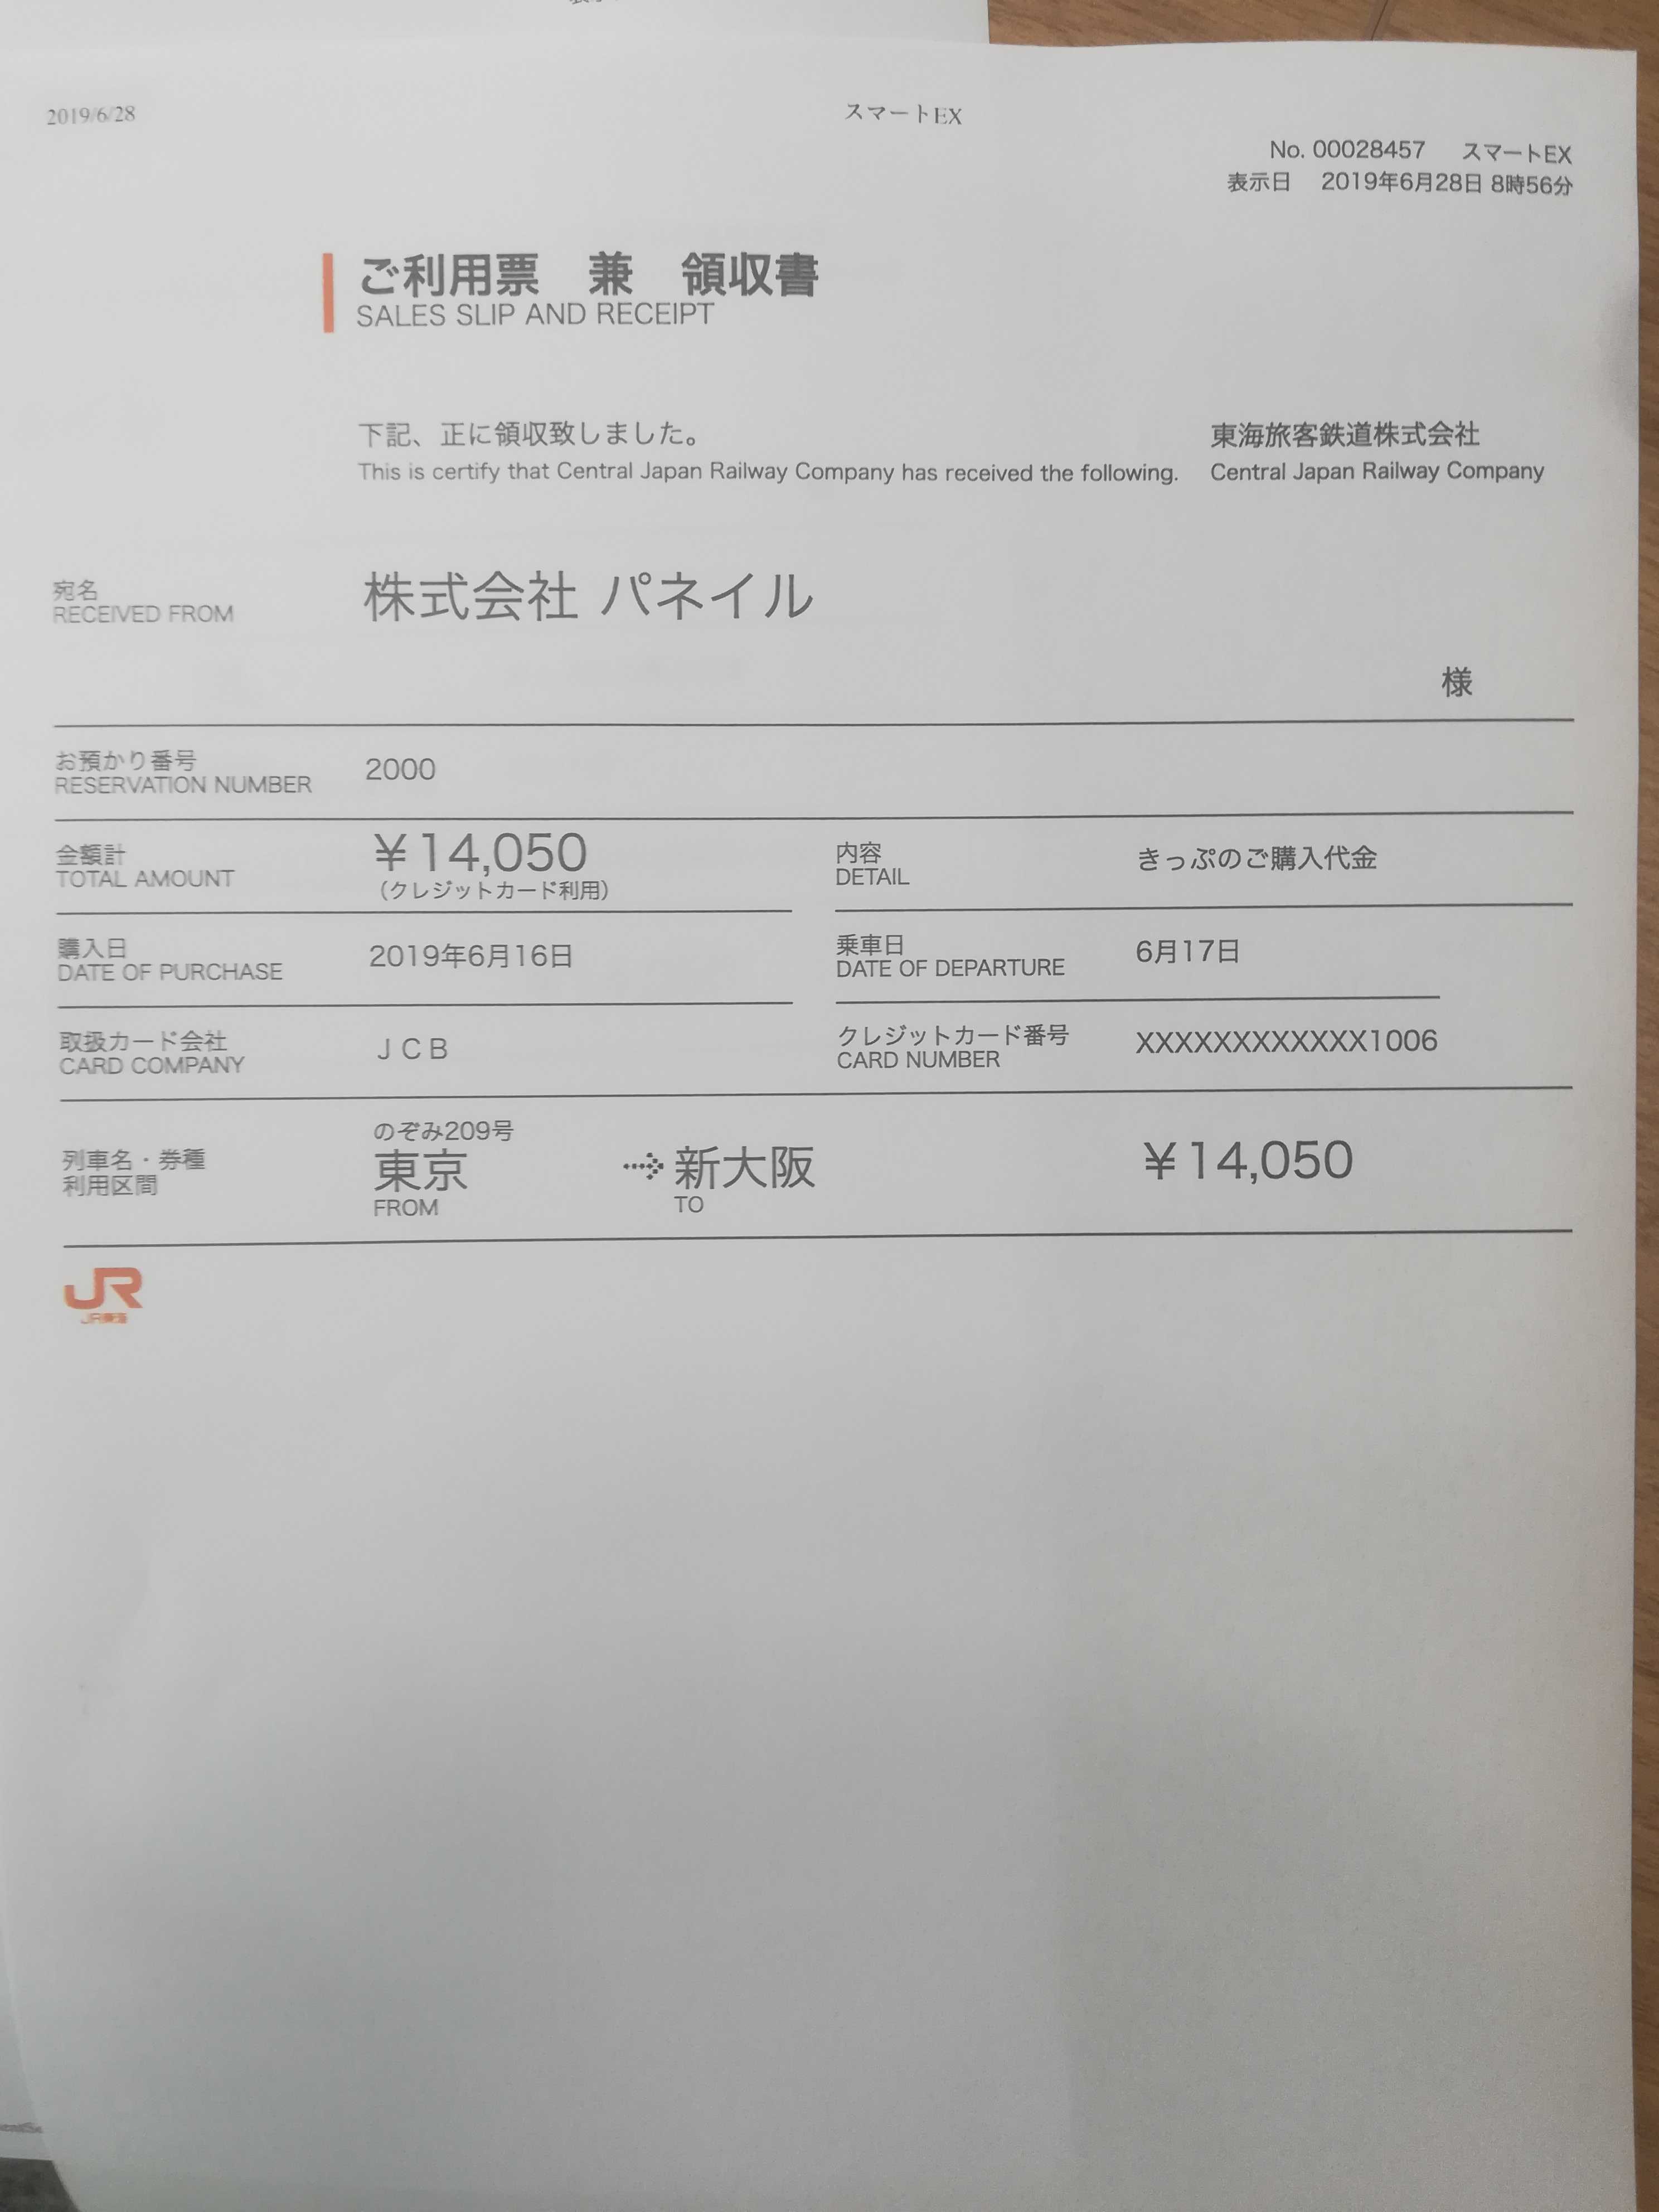 2019/6/28
スマートEX
No. 00028457 スマートEX
表示日 2019年6月28日 8時56分
ご利用票 兼 領収書
SALES SLIP AND RECEIPT
下記、正に領収致しました。
This is certify that Central Japan Railway Company has received the following.
東海旅客鉄道株式会社
Central Japan Railway Company
宛名
RECEIVED FROM
株式会社 パネイル
様
お預かり番号
RESERVATION NUMBER
2000
金額計
TOTAL AMOUNT
￥14,050
（クレジットカード利用）
内容
DETAIL
きっぷのご購入代金
購入日
DATE OF PURCHASE
2019年6月16日
乗車日
DATE OF DEPARTURE
6月17日
取扱カード会社
CARD COMPANY
ＪＣＢ
クレジットカード番号
CARD NUMBER
XXXXXXXXXXXX1006
列車名・券種
利用区間
のぞみ209号
東京
FROM
新大阪
TO
￥14,050
JR
JR東海